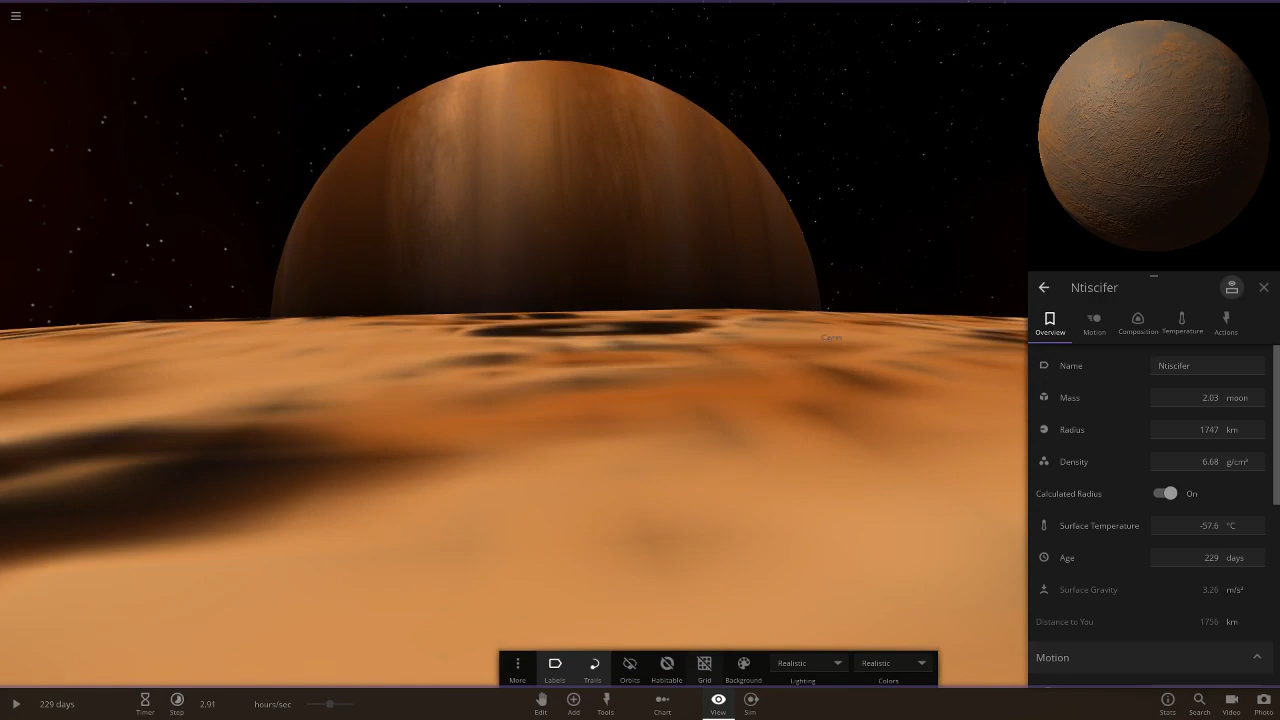 Ntiscifer
Overview Motion Composition Temperature Actions
Name Ntiscifer
Mass 2.03 moon
Radius 1747 km
Density 6.68 g/cm³
Calculated Radius On
Surface Temperature -57.6 °C
Age 229 days
Surface Gravity 3.26 m/s²
Distance to You 1756 km
Motion
More Labels Trails Orbits Habitable Grid Background Realistic Lighting Realistic Colors
229 days Timer Step 2.91 hours/sec Edit Add Tools Chart View Sim Stats Search Video Photo